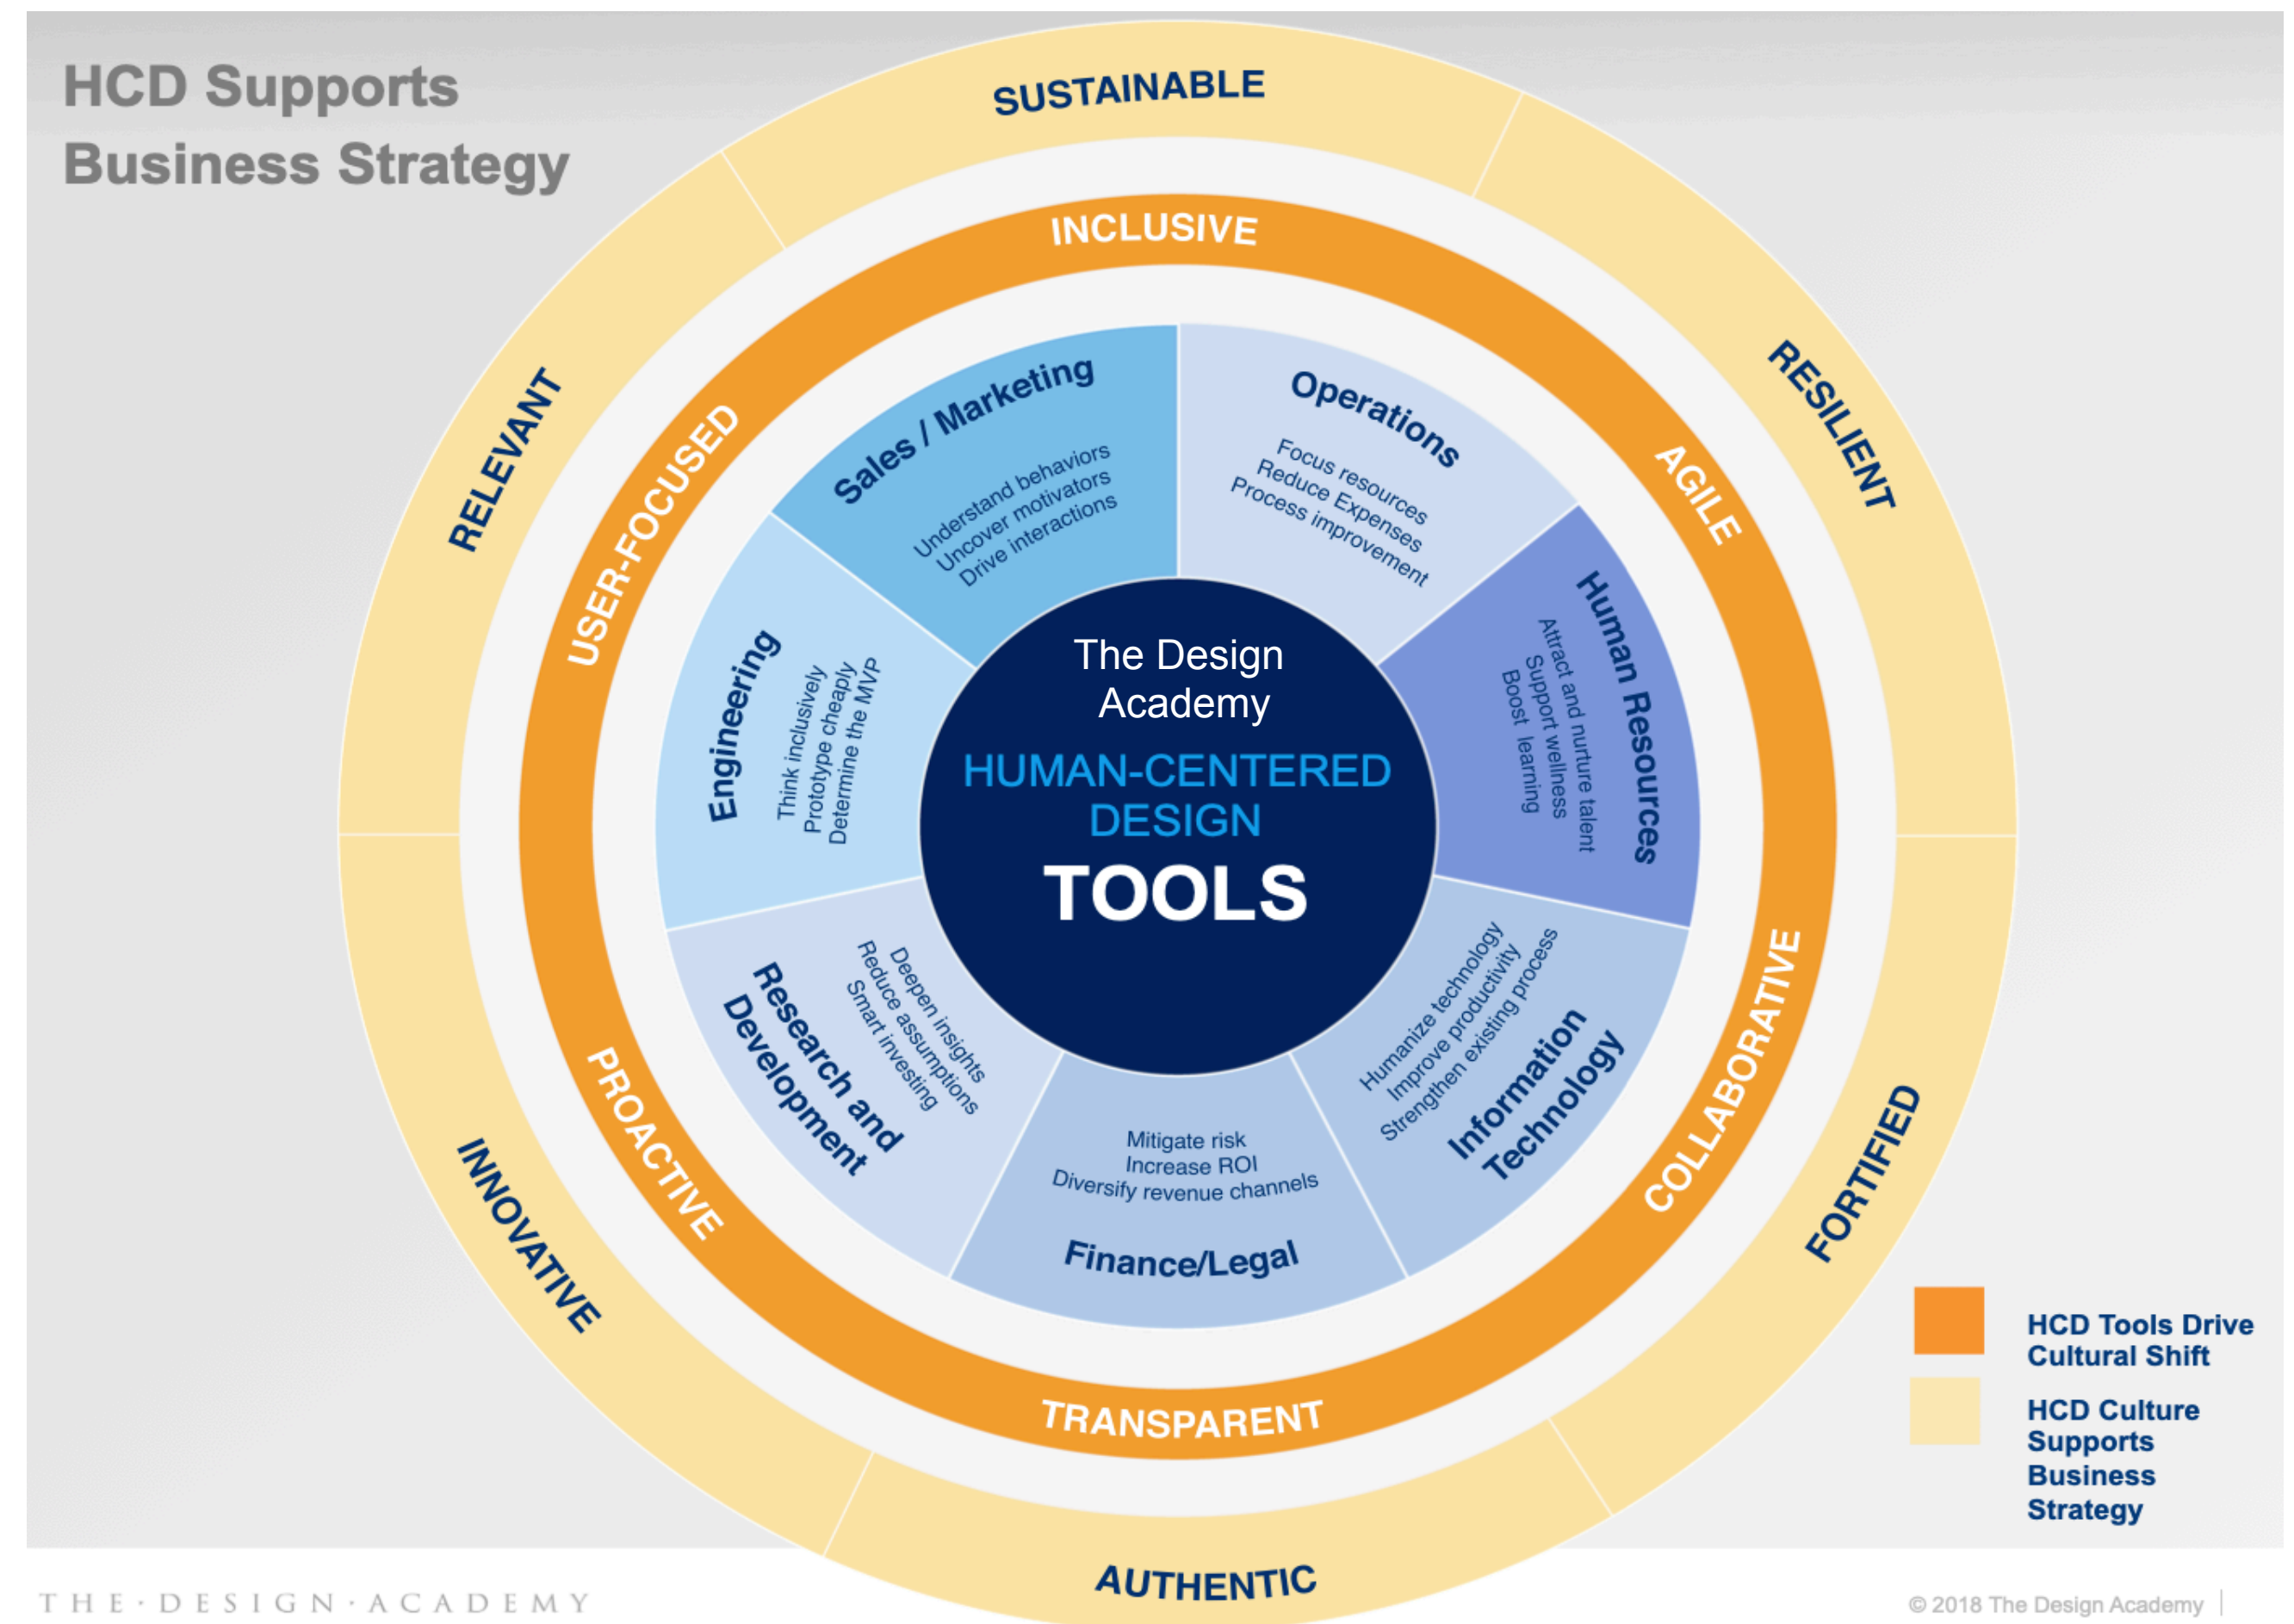 HCD Supports
Business Strategy
SUSTAINABLE
RESILIENT
FORTIFIED
AUTHENTIC
INNOVATIVE
RELEVANT
INCLUSIVE
AGILE
COLLABORATIVE
TRANSPARENT
PROACTIVE
USER-FOCUSED
Sales / Marketing
Understand behaviors
Uncover motivators
Drive interactions
Operations
Focus resources
Reduce Expenses
Process improvement
Human Resources
Attract and nurture talent
Support wellness
Boost learning
Humanize technology
Improve productivity
Strengthen existing process
Information
Technology
Mitigate risk
Increase ROI
Diversify revenue channels
Finance/Legal
Deepen insights
Reduce assumptions
Smart investing
Research and
Development
Engineering
Think inclusively
Prototype cheaply
Determine the MVP
The Design
Academy
HUMAN-CENTERED
DESIGN
TOOLS
HCD Tools Drive
Cultural Shift
HCD Culture
Supports
Business
Strategy
THE·DESIGN·ACADEMY
© 2018 The Design Academy